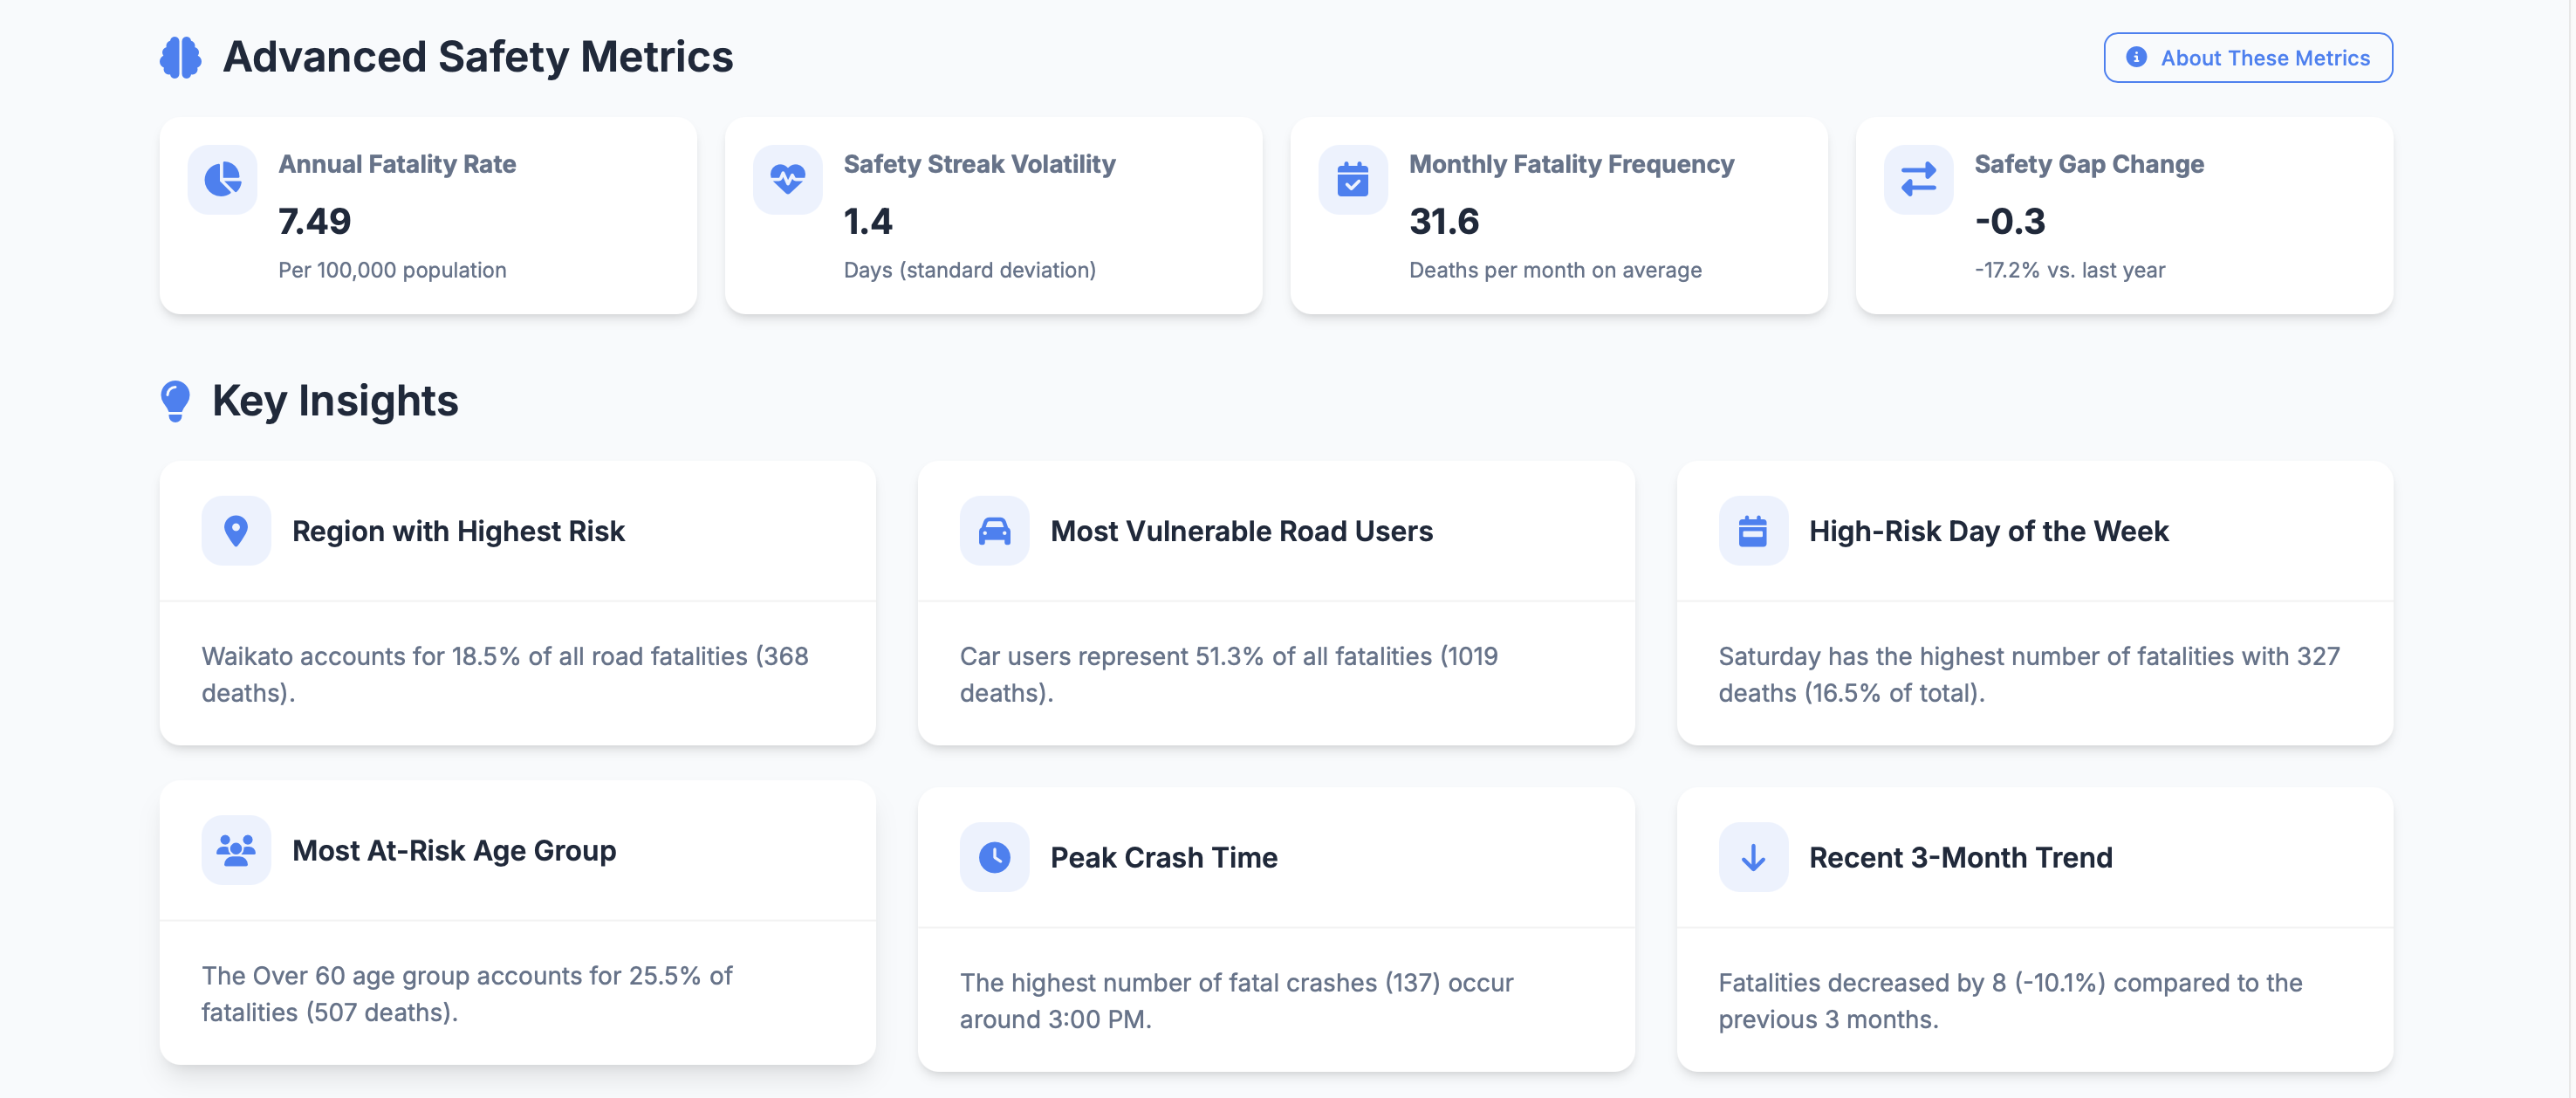 Advanced Safety Metrics
About These Metrics
Annual Fatality Rate
7.49
Per 100,000 population
Safety Streak Volatility
1.4
Days (standard deviation)
Monthly Fatality Frequency
31.6
Deaths per month on average
Safety Gap Change
-0.3
-17.2% vs. last year
Key Insights
Region with Highest Risk
Waikato accounts for 18.5% of all road fatalities (368
deaths).
Most Vulnerable Road Users
Car users represent 51.3% of all fatalities (1019
deaths).
High-Risk Day of the Week
Saturday has the highest number of fatalities with 327
deaths (16.5% of total).
Most At-Risk Age Group
The Over 60 age group accounts for 25.5% of
fatalities (507 deaths).
Peak Crash Time
The highest number of fatal crashes (137) occur
around 3:00 PM.
Recent 3-Month Trend
Fatalities decreased by 8 (-10.1%) compared to the
previous 3 months.